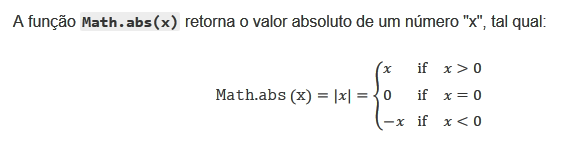 A função Math.abs(x) retorna o valor absoluto de um número "x", tal qual:
x if x > 0
Math.abs (x) = |x| = { 0 if x = 0
−x if x < 0